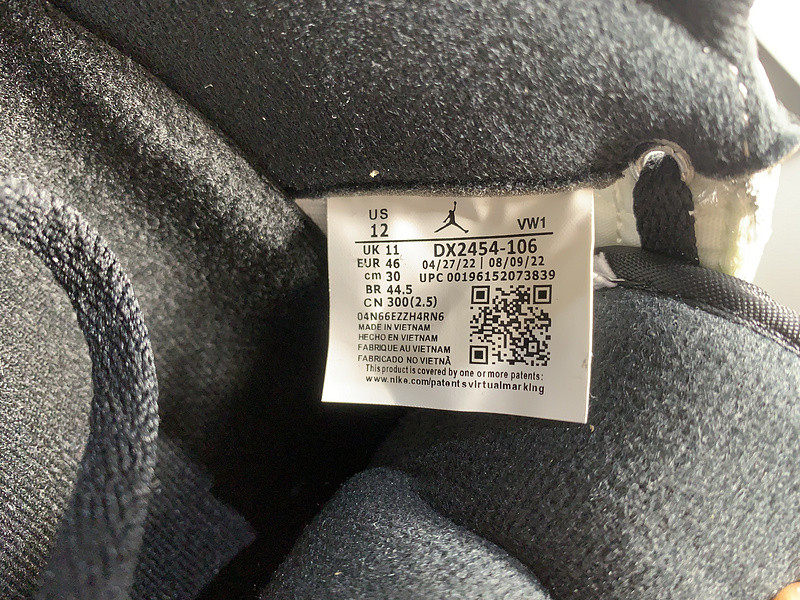 US
12
VW1
UK 11
DX2454-106
EUR 46
04/27/22 | 08/09/22
cm 30
UPC 00196152073839
BR 44.5
CN 300(2.5)
04N66EZZH4RN6
MADE IN VIETNAM
HECHO EN VIETNAM
FABRIQUE AU VIETNAM
FABRICADO NO VIETNÃ
This product is covered by one or more patents:
www.nike.com/patentsvirtualmarking